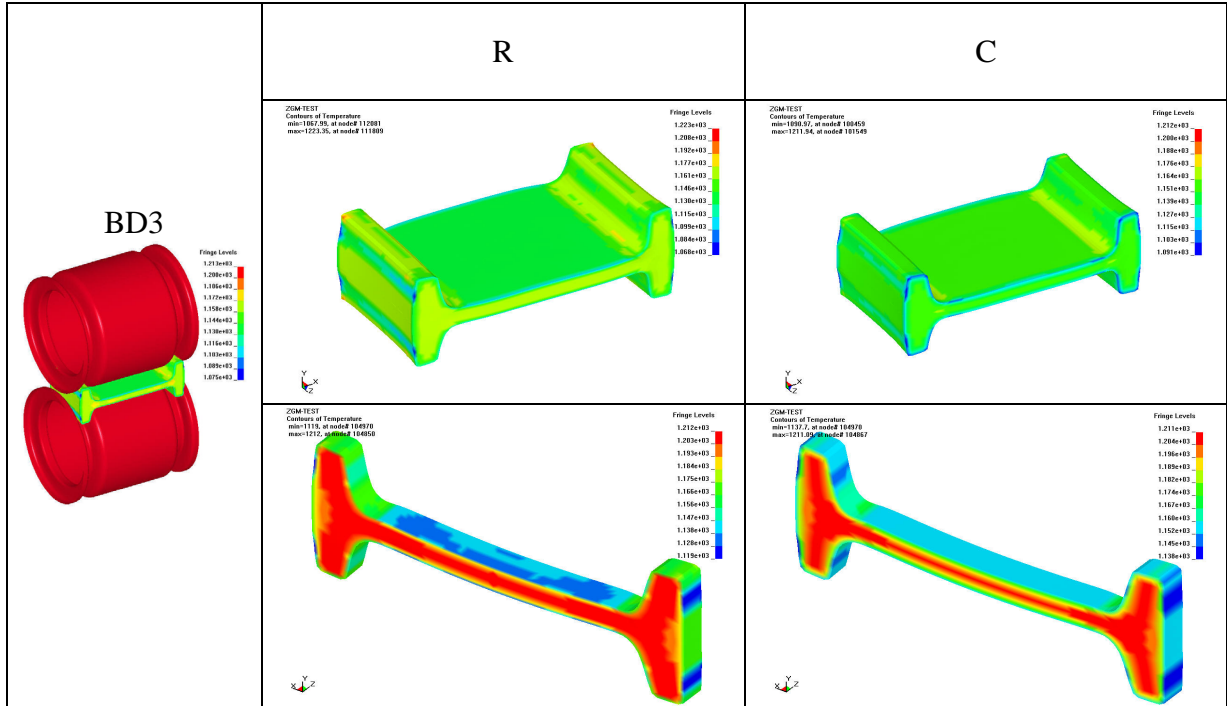 R
C
BD3
Fringe Levels
1.213e+03
1.200e+03
1.186e+03
1.172e+03
1.158e+03
1.144e+03
1.130e+03
1.116e+03
1.103e+03
1.089e+03
1.075e+03
ZGM-TEST
Contours of Temperature
min=1067.99, at node# 112081
max=1223.35, at node# 111809
Fringe Levels
1.223e+03
1.208e+03
1.192e+03
1.177e+03
1.161e+03
1.146e+03
1.130e+03
1.115e+03
1.099e+03
1.084e+03
1.068e+03
Y
X
Z
ZGM-TEST
Contours of Temperature
min=1090.97, at node# 108459
max=1211.94, at node# 101549
Fringe Levels
1.212e+03
1.200e+03
1.188e+03
1.176e+03
1.164e+03
1.151e+03
1.139e+03
1.127e+03
1.115e+03
1.103e+03
1.091e+03
Y
X
Z
ZGM-TEST
Contours of Temperature
min=1119, at node# 104970
max=1212, at node# 104850
Fringe Levels
1.212e+03
1.203e+03
1.193e+03
1.184e+03
1.175e+03
1.166e+03
1.156e+03
1.147e+03
1.138e+03
1.128e+03
1.119e+03
Y
X Z
ZGM-TEST
Contours of Temperature
min=1137.7, at node# 104970
max=1211.09, at node# 104867
Fringe Levels
1.211e+03
1.204e+03
1.196e+03
1.189e+03
1.182e+03
1.174e+03
1.167e+03
1.160e+03
1.152e+03
1.145e+03
1.138e+03
Y
X Z